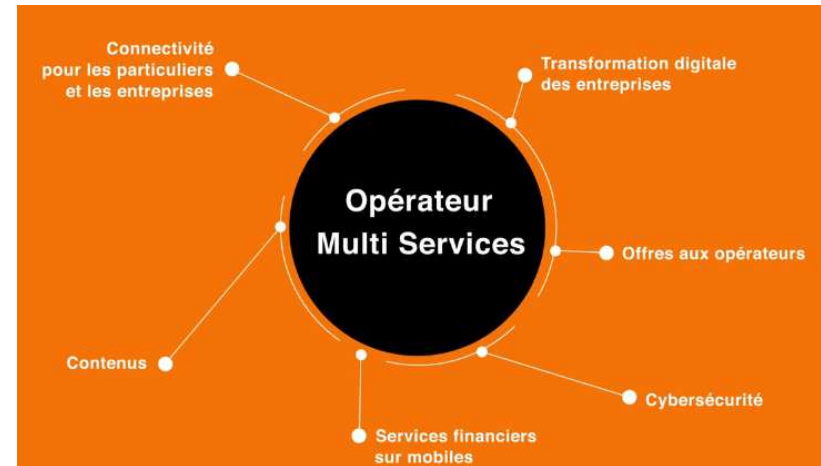 Connectivité
pour les particuliers
et les entreprises
Transformation digitale
des entreprises
Opérateur
Multi Services
Offres aux opérateurs
Contenus
Cybersécurité
Services financiers
sur mobiles